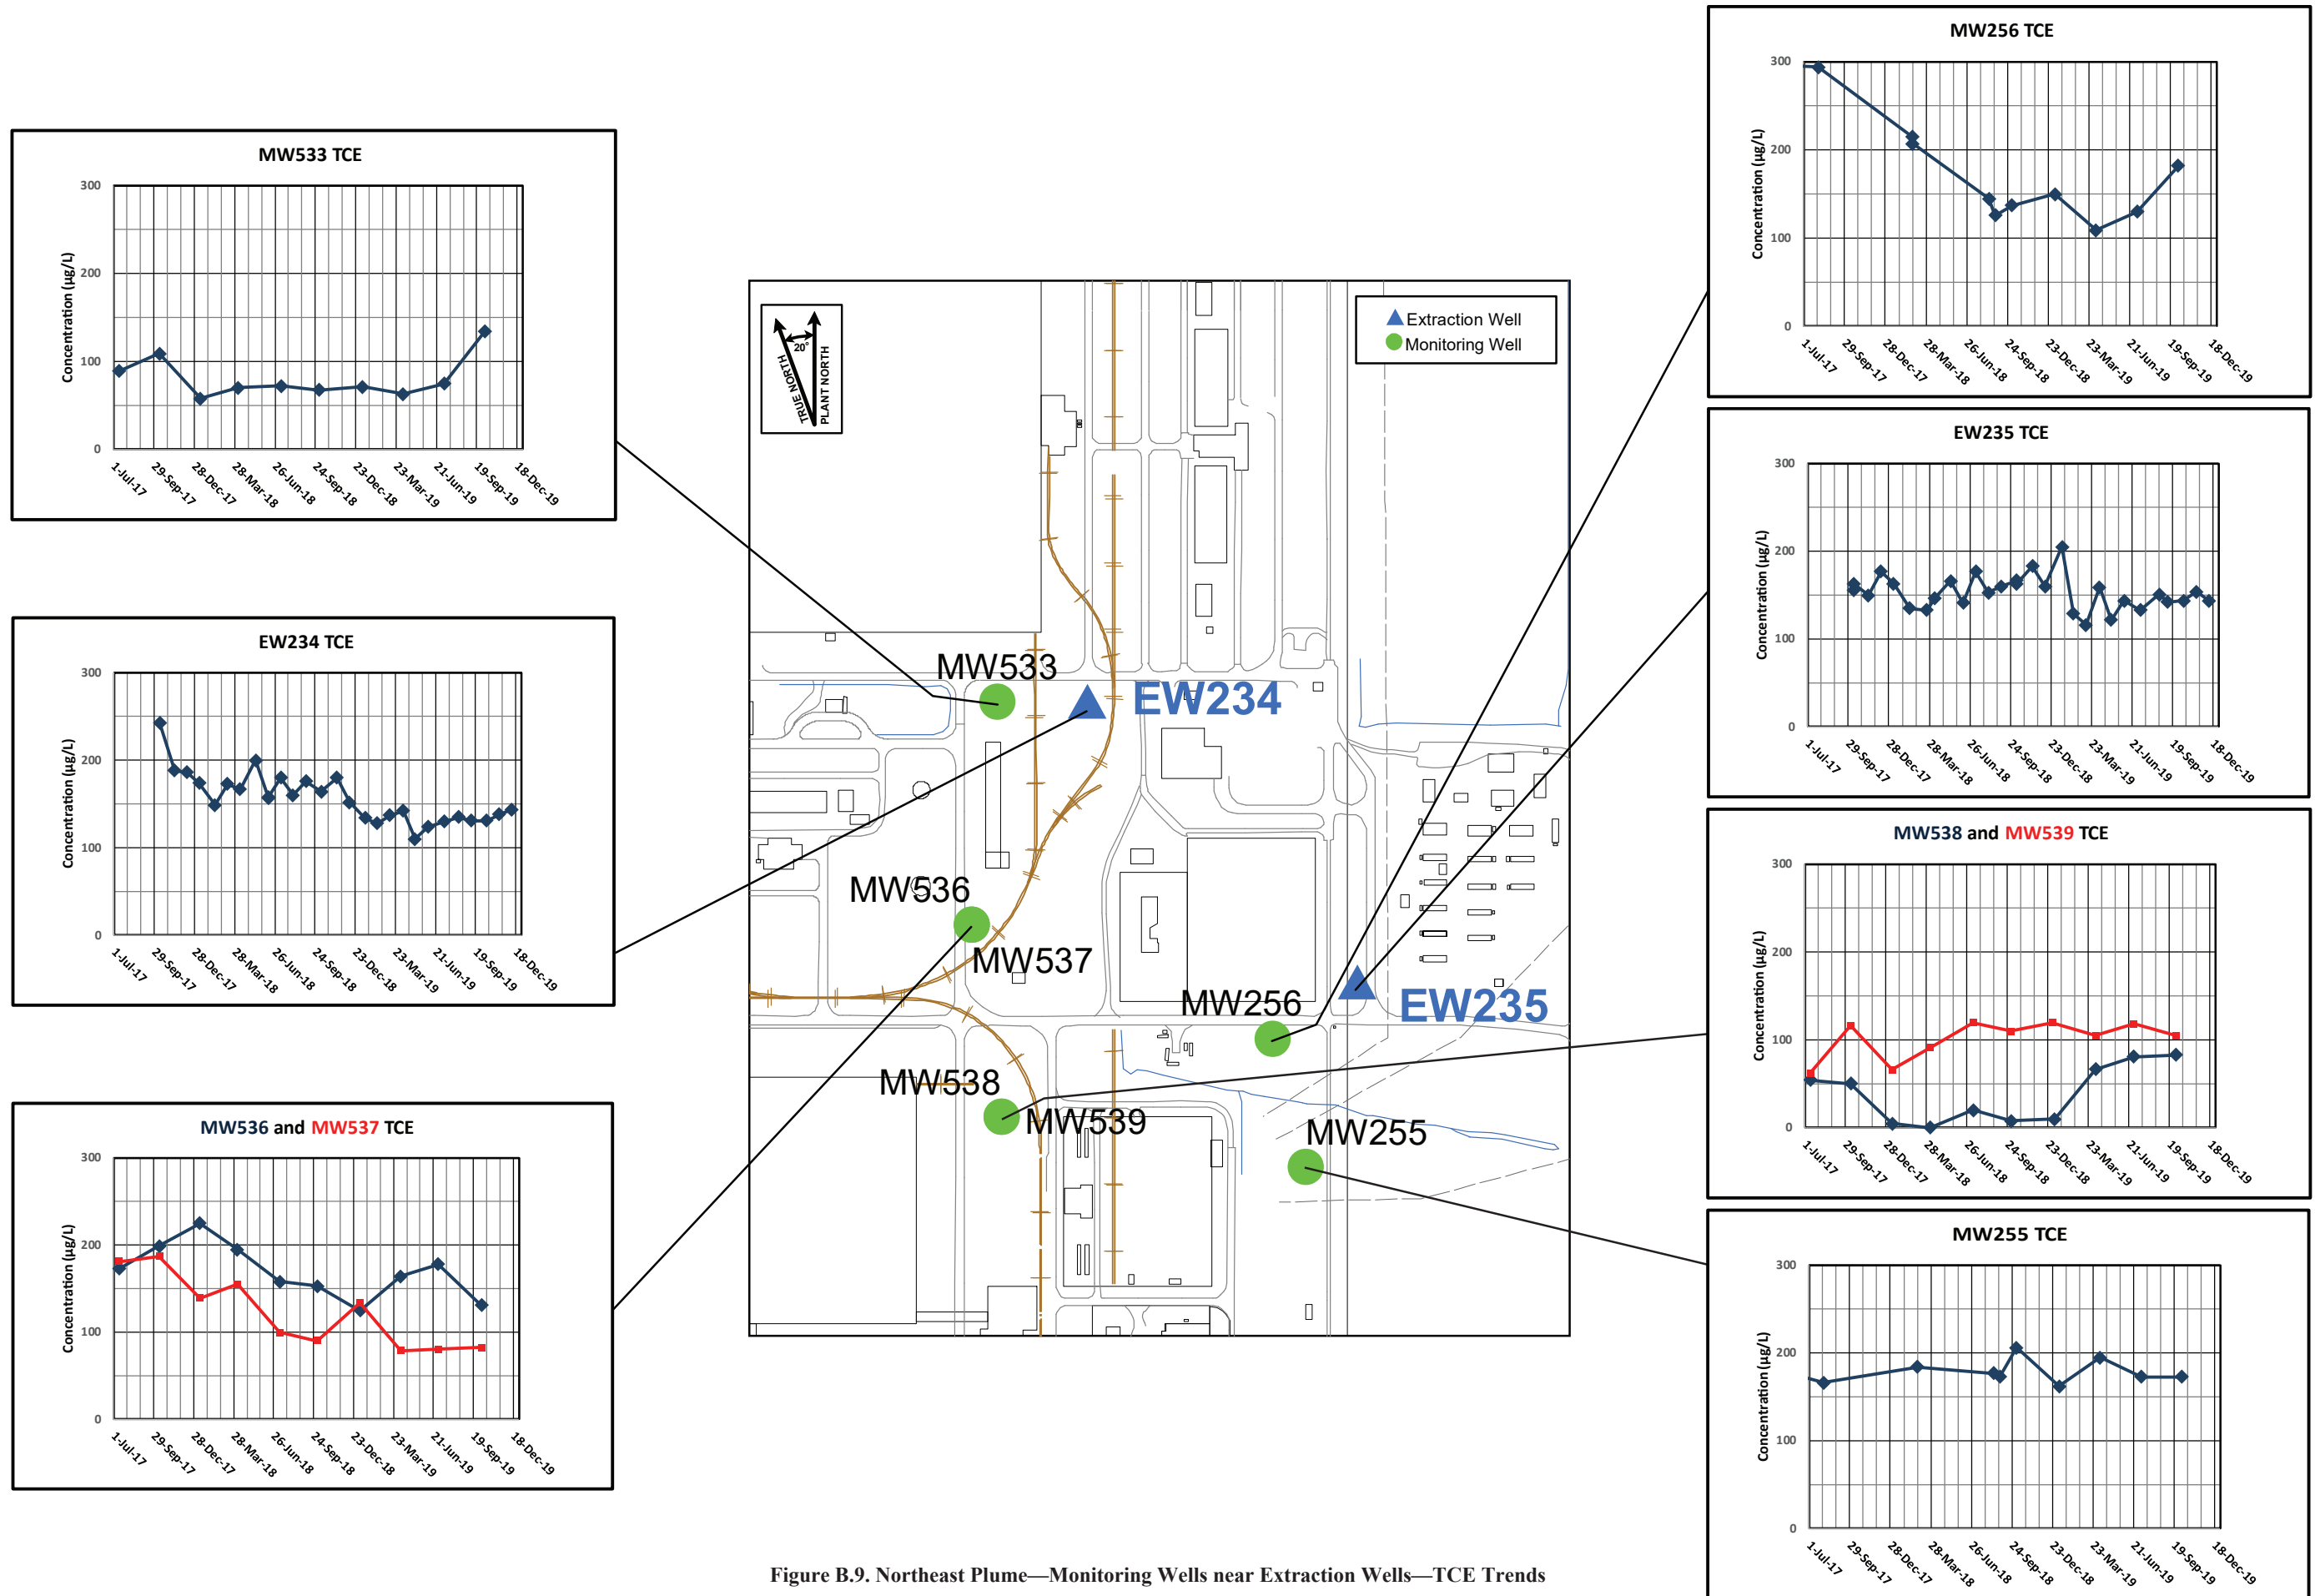 MW256 TCE
Concentration (µg/L)
300
200
100
0
1-Jul-17
29-Sep-17
28-Dec-17
28-Mar-18
26-Jun-18
24-Sep-18
23-Dec-18
23-Mar-19
21-Jun-19
19-Sep-19
18-Dec-19
MW533 TCE
Concentration (µg/L)
300
200
100
0
1-Jul-17
29-Sep-17
28-Dec-17
28-Mar-18
26-Jun-18
24-Sep-18
23-Dec-18
23-Mar-19
21-Jun-19
19-Sep-19
18-Dec-19
EW235 TCE
Concentration (µg/L)
300
200
100
0
1-Jul-17
29-Sep-17
28-Dec-17
28-Mar-18
26-Jun-18
24-Sep-18
23-Dec-18
23-Mar-19
21-Jun-19
19-Sep-19
18-Dec-19
EW234 TCE
Concentration (µg/L)
300
200
100
0
1-Jul-17
29-Sep-17
28-Dec-17
28-Mar-18
26-Jun-18
24-Sep-18
23-Dec-18
23-Mar-19
21-Jun-19
19-Sep-19
18-Dec-19
MW538 and MW539 TCE
Concentration (µg/L)
300
200
100
0
1-Jul-17
29-Sep-17
28-Dec-17
28-Mar-18
26-Jun-18
24-Sep-18
23-Dec-18
23-Mar-19
21-Jun-19
19-Sep-19
18-Dec-19
MW536 and MW537 TCE
Concentration (µg/L)
300
200
100
0
1-Jul-17
29-Sep-17
28-Dec-17
28-Mar-18
26-Jun-18
24-Sep-18
23-Dec-18
23-Mar-19
21-Jun-19
19-Sep-19
18-Dec-19
MW255 TCE
Concentration (µg/L)
300
200
100
0
1-Jul-17
29-Sep-17
28-Dec-17
28-Mar-18
26-Jun-18
24-Sep-18
23-Dec-18
23-Mar-19
21-Jun-19
19-Sep-19
18-Dec-19
20°
TRUE NORTH
PLANT NORTH
Extraction Well
Monitoring Well
MW533
EW234
MW536
MW537
MW256
EW235
MW538
MW539
MW255
Figure B.9. Northeast Plume—Monitoring Wells near Extraction Wells—TCE Trends